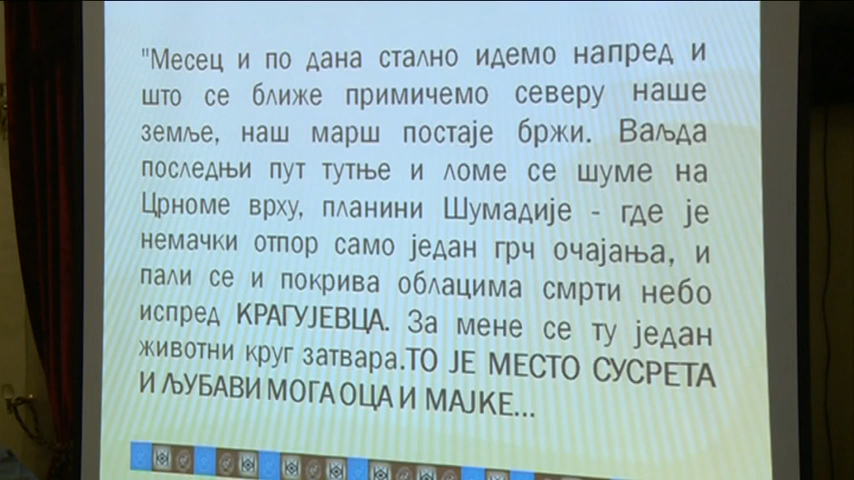 "Месец и по дана стално идемо напред и
што се ближе примичемо северу наше
земље, наш марш постаје бржи. Ваљда
последњи пут тутње и ломе се шуме на
Црноме врху, планини Шумадије - где је
немачки отпор само један грч очајања, и
пали се и покрива облацима смрти небо
испред КРАГУЈЕВЦА. За мене се ту један
животни круг затвара.ТО ЈЕ МЕСТО СУСРЕТА
И ЉУБАВИ МОГА ОЦА И МАЈКЕ...